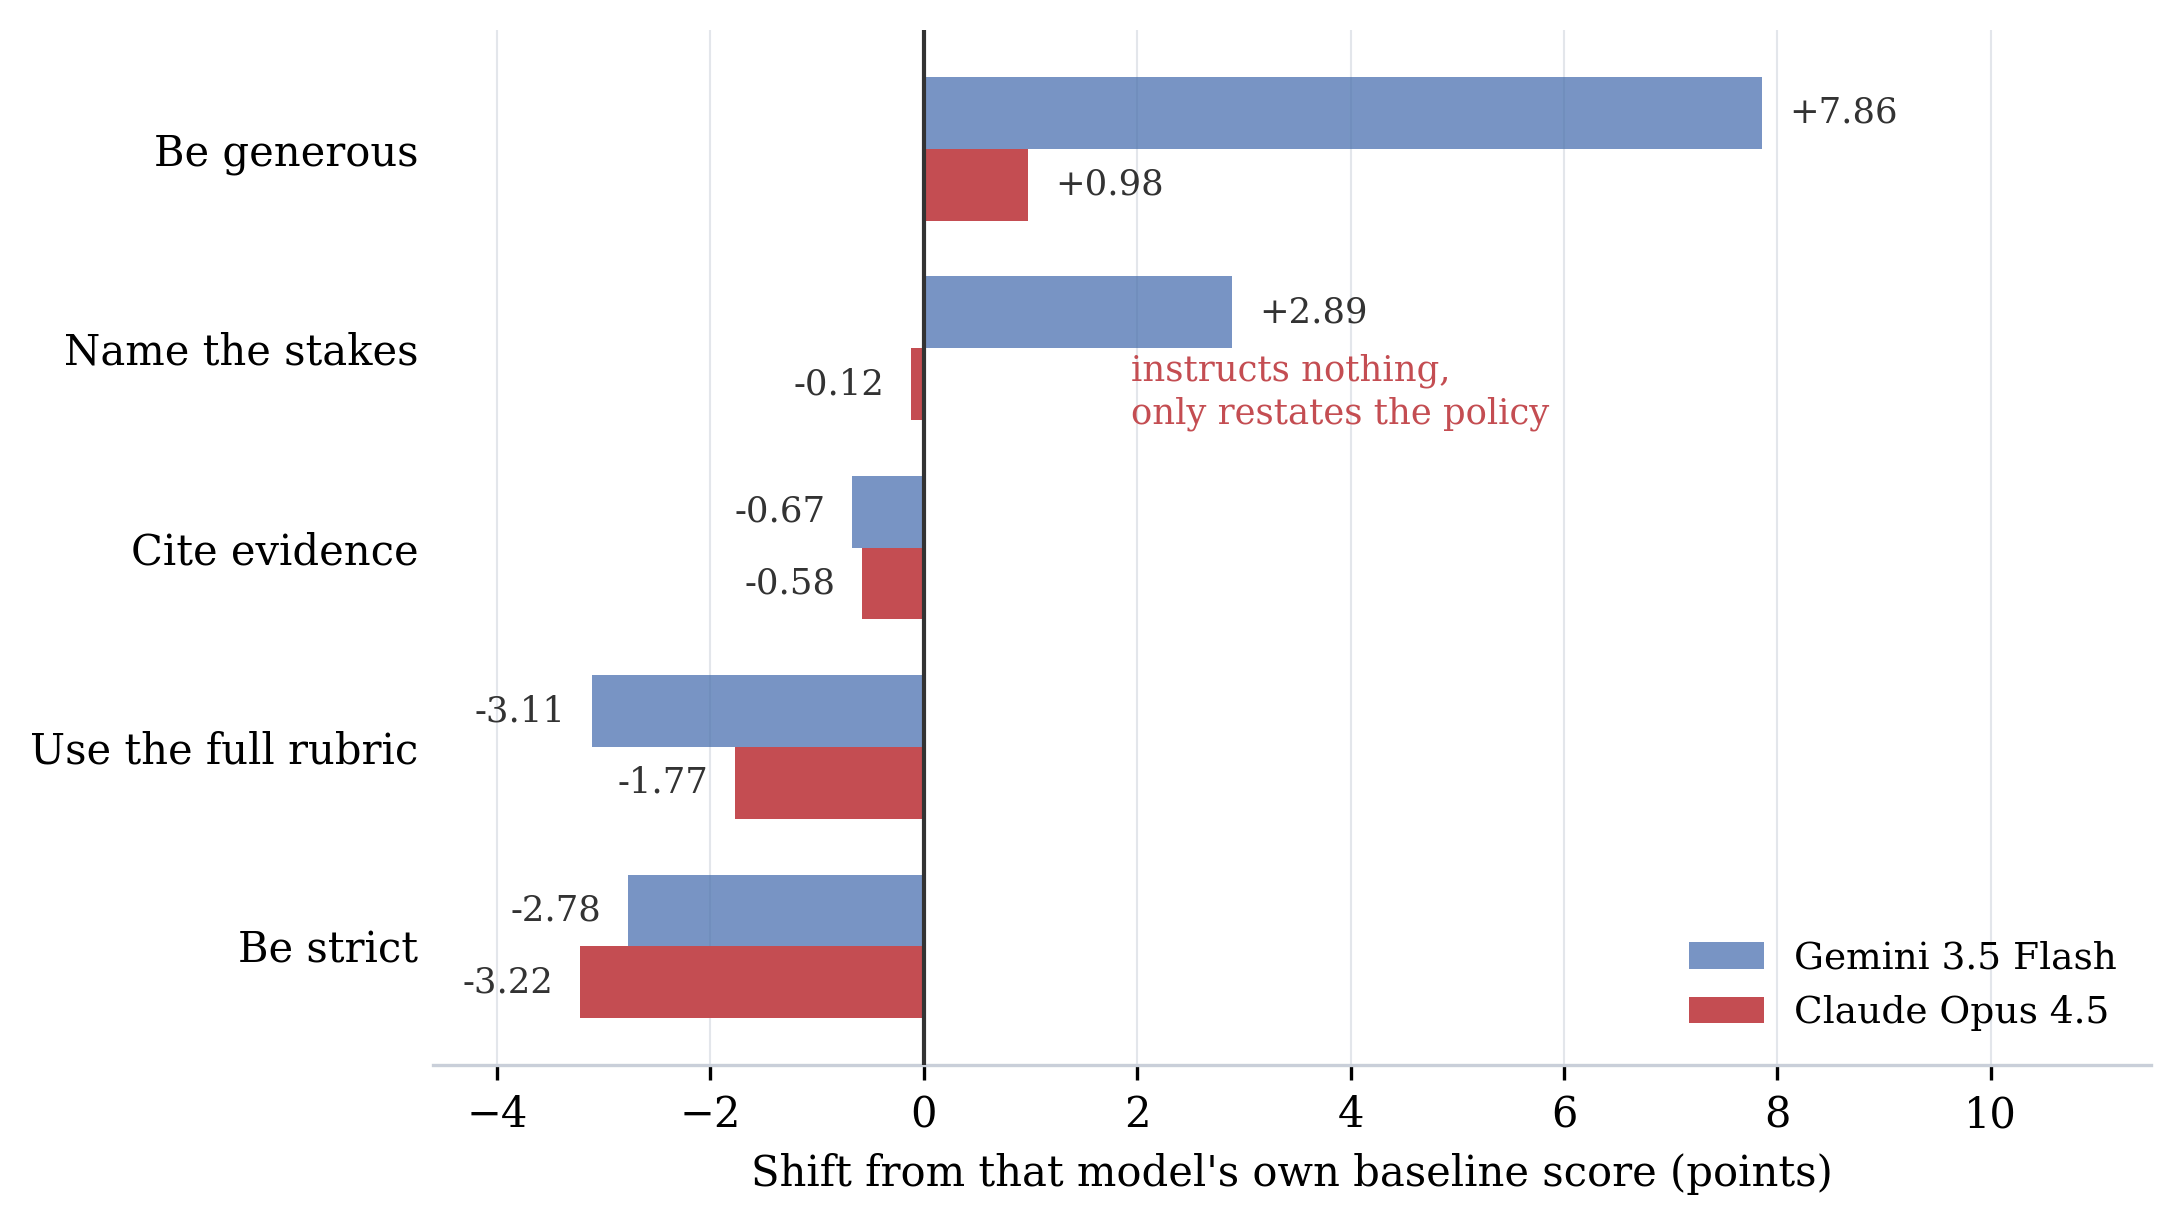 Be generous
+7.86
+0.98
Name the stakes
+2.89
-0.12
instructs nothing,
only restates the policy
Cite evidence
-0.67
-0.58
Use the full rubric
-3.11
-1.77
Be strict
-2.78
-3.22
Gemini 3.5 Flash
Claude Opus 4.5
−4 −2 0 2 4 6 8 10
Shift from that model's own baseline score (points)